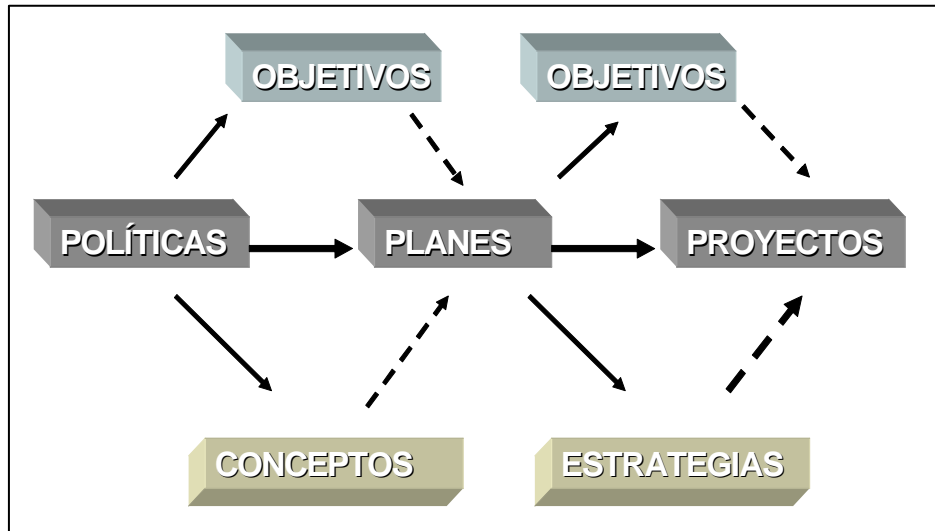 OBJETIVOS
OBJETIVOS
POLÍTICAS
PLANES
PROYECTOS
CONCEPTOS
ESTRATEGIAS